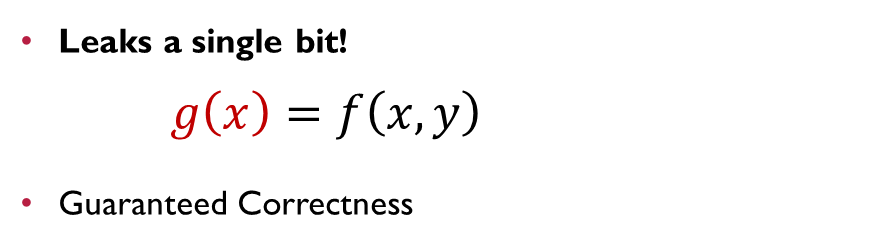 • Leaks a single bit!
g(x) = f(x, y)
• Guaranteed Correctness